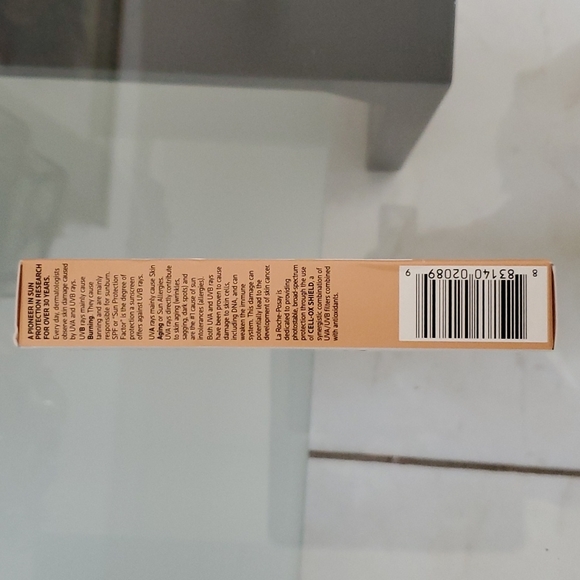 A PIONEER IN SUN
PROTECTION RESEARCH
FOR OVER 20 YEARS.
Every day, dermatologists
observe skin damage caused
by UVA and UVB rays.
UVB rays mainly cause
Burning. They cause
tanning and are mainly
responsible for sunburn.
SPF or "Sun Protection
Factor" is the degree of
protection a sunscreen
offers against UVB rays.
UVA rays mainly cause Skin
Aging or Sun Allergies.
UVA rays directly contribute
to skin aging (wrinkles,
sagging, dark spots) and
are the #1 cause of sun
intolerances (allergies).
Both UVA and UVB rays
have been proven to cause
damage to skin cells,
including DNA, and can
weaken the immune
system. This damage can
potentially lead to the
development of skin cancer.
La Roche-Posay is
dedicated to providing
photostable, broad-spectrum
protection through the use
of CELL-OX SHIELD, a
synergistic combination of
UVA/UVB filters combined
with antioxidants.
8 83140 02089 9